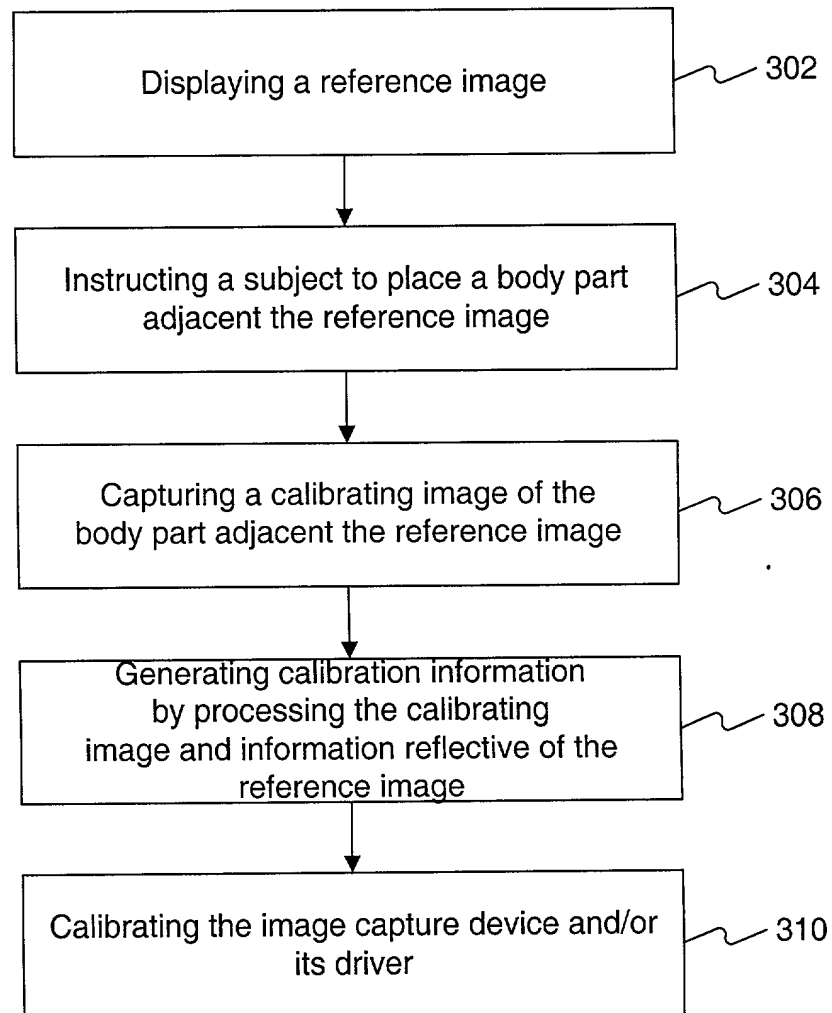 Displaying a reference image
302
Instructing a subject to place a body part
adjacent the reference image
304
Capturing a calibrating image of the
body part adjacent the reference image
306
Generating calibration information
by processing the calibrating
image and information reflective of the
reference image
308
Calibrating the image capture device and/or
its driver
310